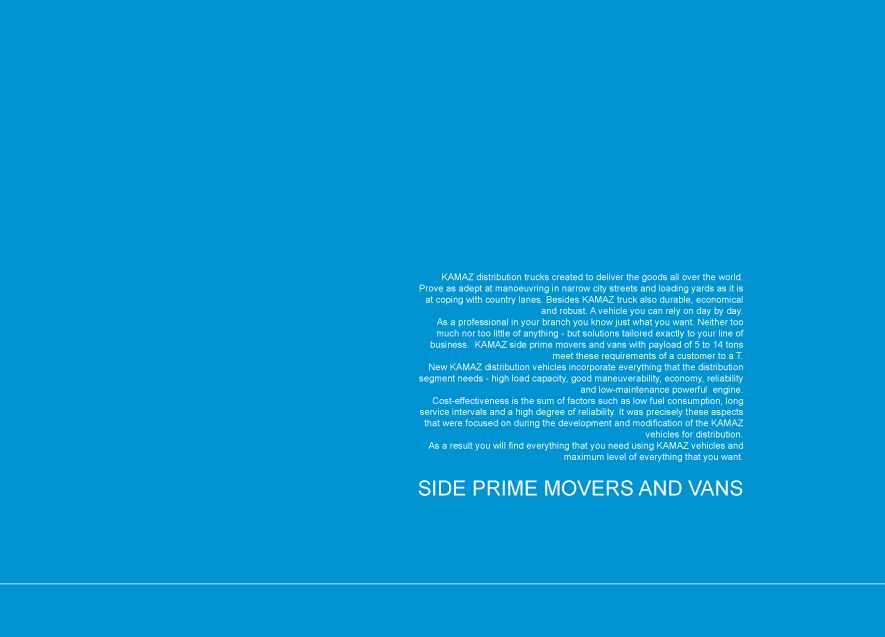 KAMAZ distribution trucks created to deliver the goods all over the world.
Prove as adept at manoeuvring in narrow city streets and loading yards as it is
at coping with country lanes. Besides KAMAZ truck also durable, economical
and robust. A vehicle you can rely on day by day.
As a professional in your branch you know just what you want. Neither too
much nor too little of anything - but solutions tailored exactly to your line of
business.  KAMAZ side prime movers and vans with payload of 5 to 14 tons
meet these requirements of a customer to a T.
New KAMAZ distribution vehicles incorporate everything that the distribution
segment needs - high load capacity, good maneuverability, economy, reliability
and low-maintenance powerful  engine.
Cost-effectiveness is the sum of factors such as low fuel consumption, long
service intervals and a high degree of reliability. It was precisely these aspects
that were focused on during the development and modification of the KAMAZ
vehicles for distribution.
As a result you will find everything that you need using KAMAZ vehicles and
maximum level of everything that you want.
SIDE PRIME MOVERS AND VANS